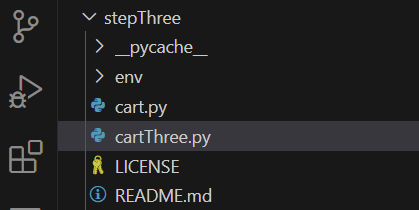 stepThree
__pycache__
env
cart.py
cartThree.py
LICENSE
README.md